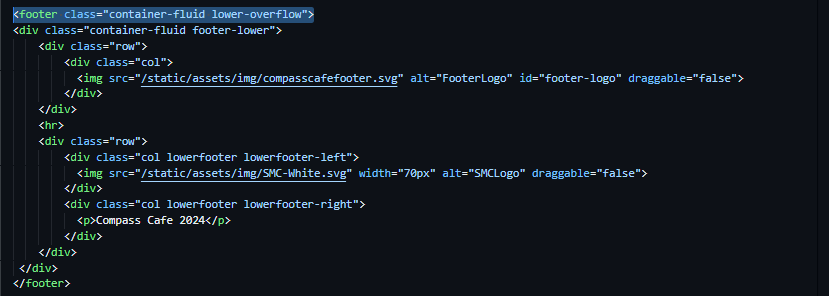 <footer class="container-fluid lower-overflow">
<div class="container-fluid footer-lower">
    <div class="row">
        <div class="col">
          <img src="/static/assets/img/compasscafefooter.svg" alt="FooterLogo" id="footer-logo" draggable="false">
        </div>
    </div>
    <hr>
    <div class="row">
        <div class="col lowerfooter lowerfooter-left">
          <img src="/static/assets/img/SMC-White.svg" width="70px" alt="SMCLogo" draggable="false">
        </div>
        <div class="col lowerfooter lowerfooter-right">
          <p>Compass Cafe 2024</p>
        </div>
    </div>
 </div>
</footer>